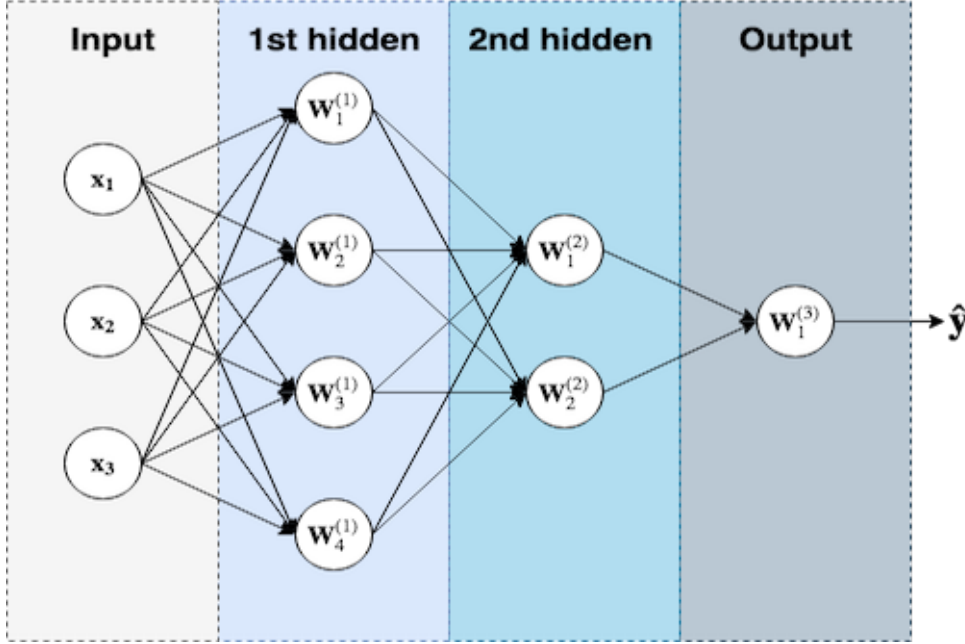 Input 1st hidden 2nd hidden Output
W₁⁽¹⁾
x₁
W₂⁽¹⁾ W₁⁽²⁾
x₂ W₁⁽³⁾ ŷ
W₃⁽¹⁾ W₂⁽²⁾
x₃
W₄⁽¹⁾